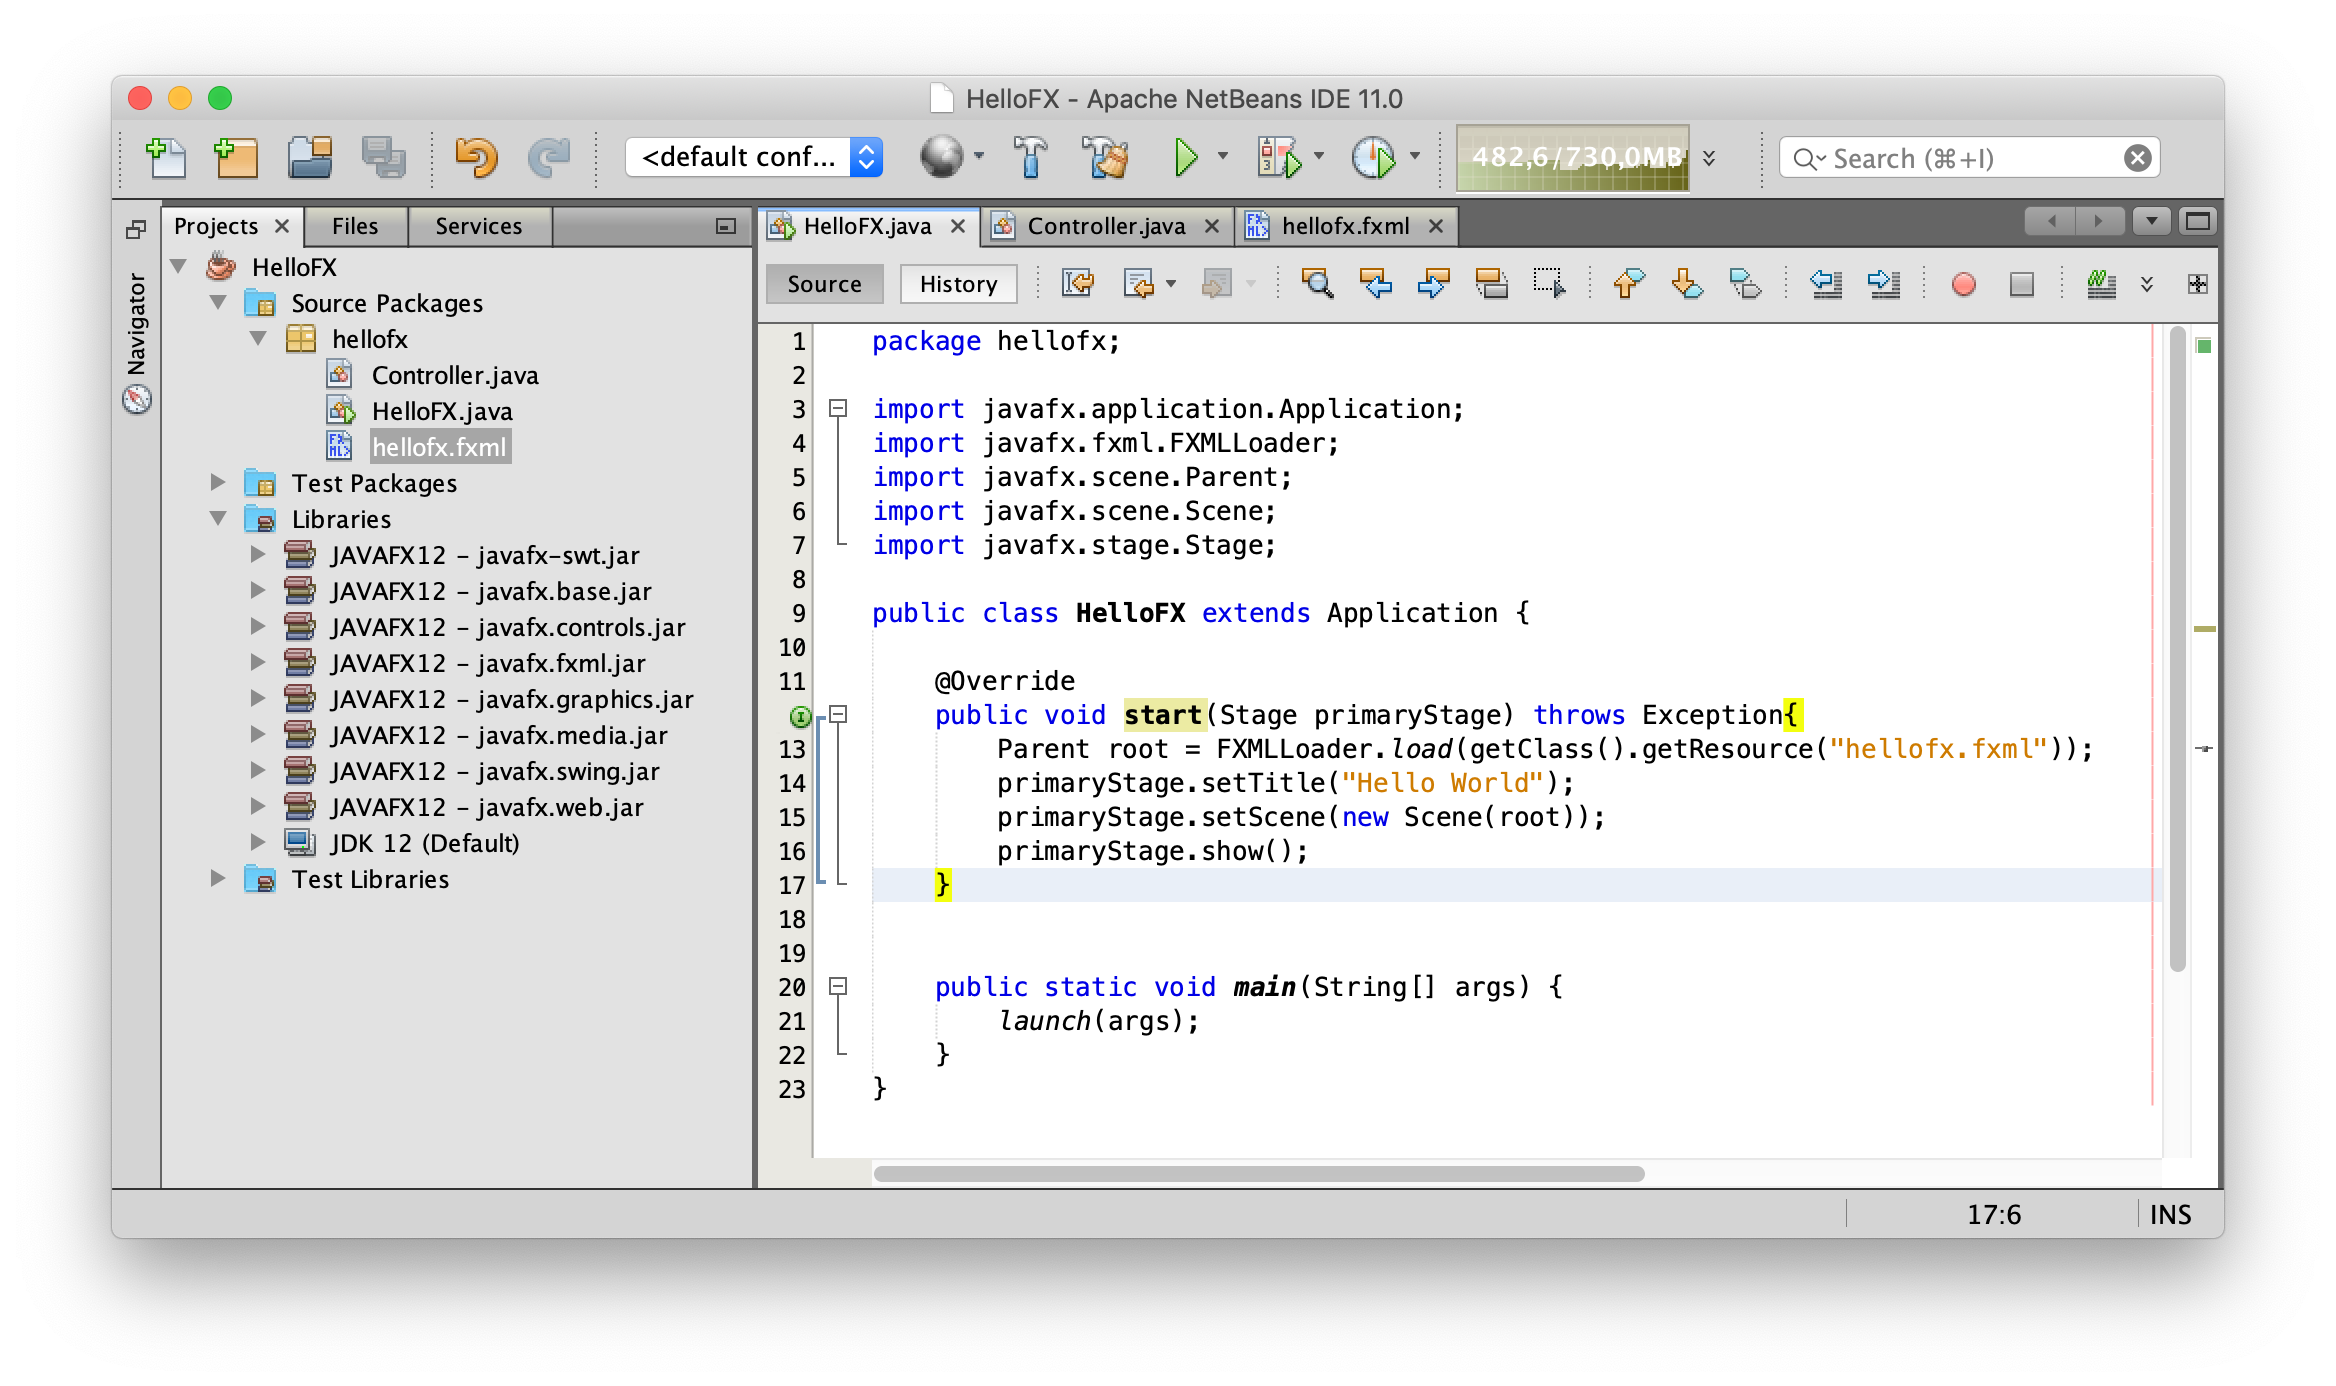 HelloFX - Apache NetBeans IDE 11.0
<default conf...
482,6/730,0MB
Search (⌘+I)
Navigator
Projects
Files
Services
HelloFX
Source Packages
hellofx
Controller.java
HelloFX.java
hellofx.fxml
Test Packages
Libraries
JAVAFX12 - javafx-swt.jar
JAVAFX12 - javafx.base.jar
JAVAFX12 - javafx.controls.jar
JAVAFX12 - javafx.fxml.jar
JAVAFX12 - javafx.graphics.jar
JAVAFX12 - javafx.media.jar
JAVAFX12 - javafx.swing.jar
JAVAFX12 - javafx.web.jar
JDK 12 (Default)
Test Libraries
HelloFX.java
Controller.java
hellofx.fxml
Source
History
1 package hellofx;
2
3 import javafx.application.Application;
4 import javafx.fxml.FXMLLoader;
5 import javafx.scene.Parent;
6 import javafx.scene.Scene;
7 import javafx.stage.Stage;
8
9 public class HelloFX extends Application {
10
11 @Override
public void start(Stage primaryStage) throws Exception{
13 Parent root = FXMLLoader.load(getClass().getResource("hellofx.fxml"));
14 primaryStage.setTitle("Hello World");
15 primaryStage.setScene(new Scene(root));
16 primaryStage.show();
17 }
18
19
20 public static void main(String[] args) {
21 launch(args);
22 }
23 }
17:6
INS